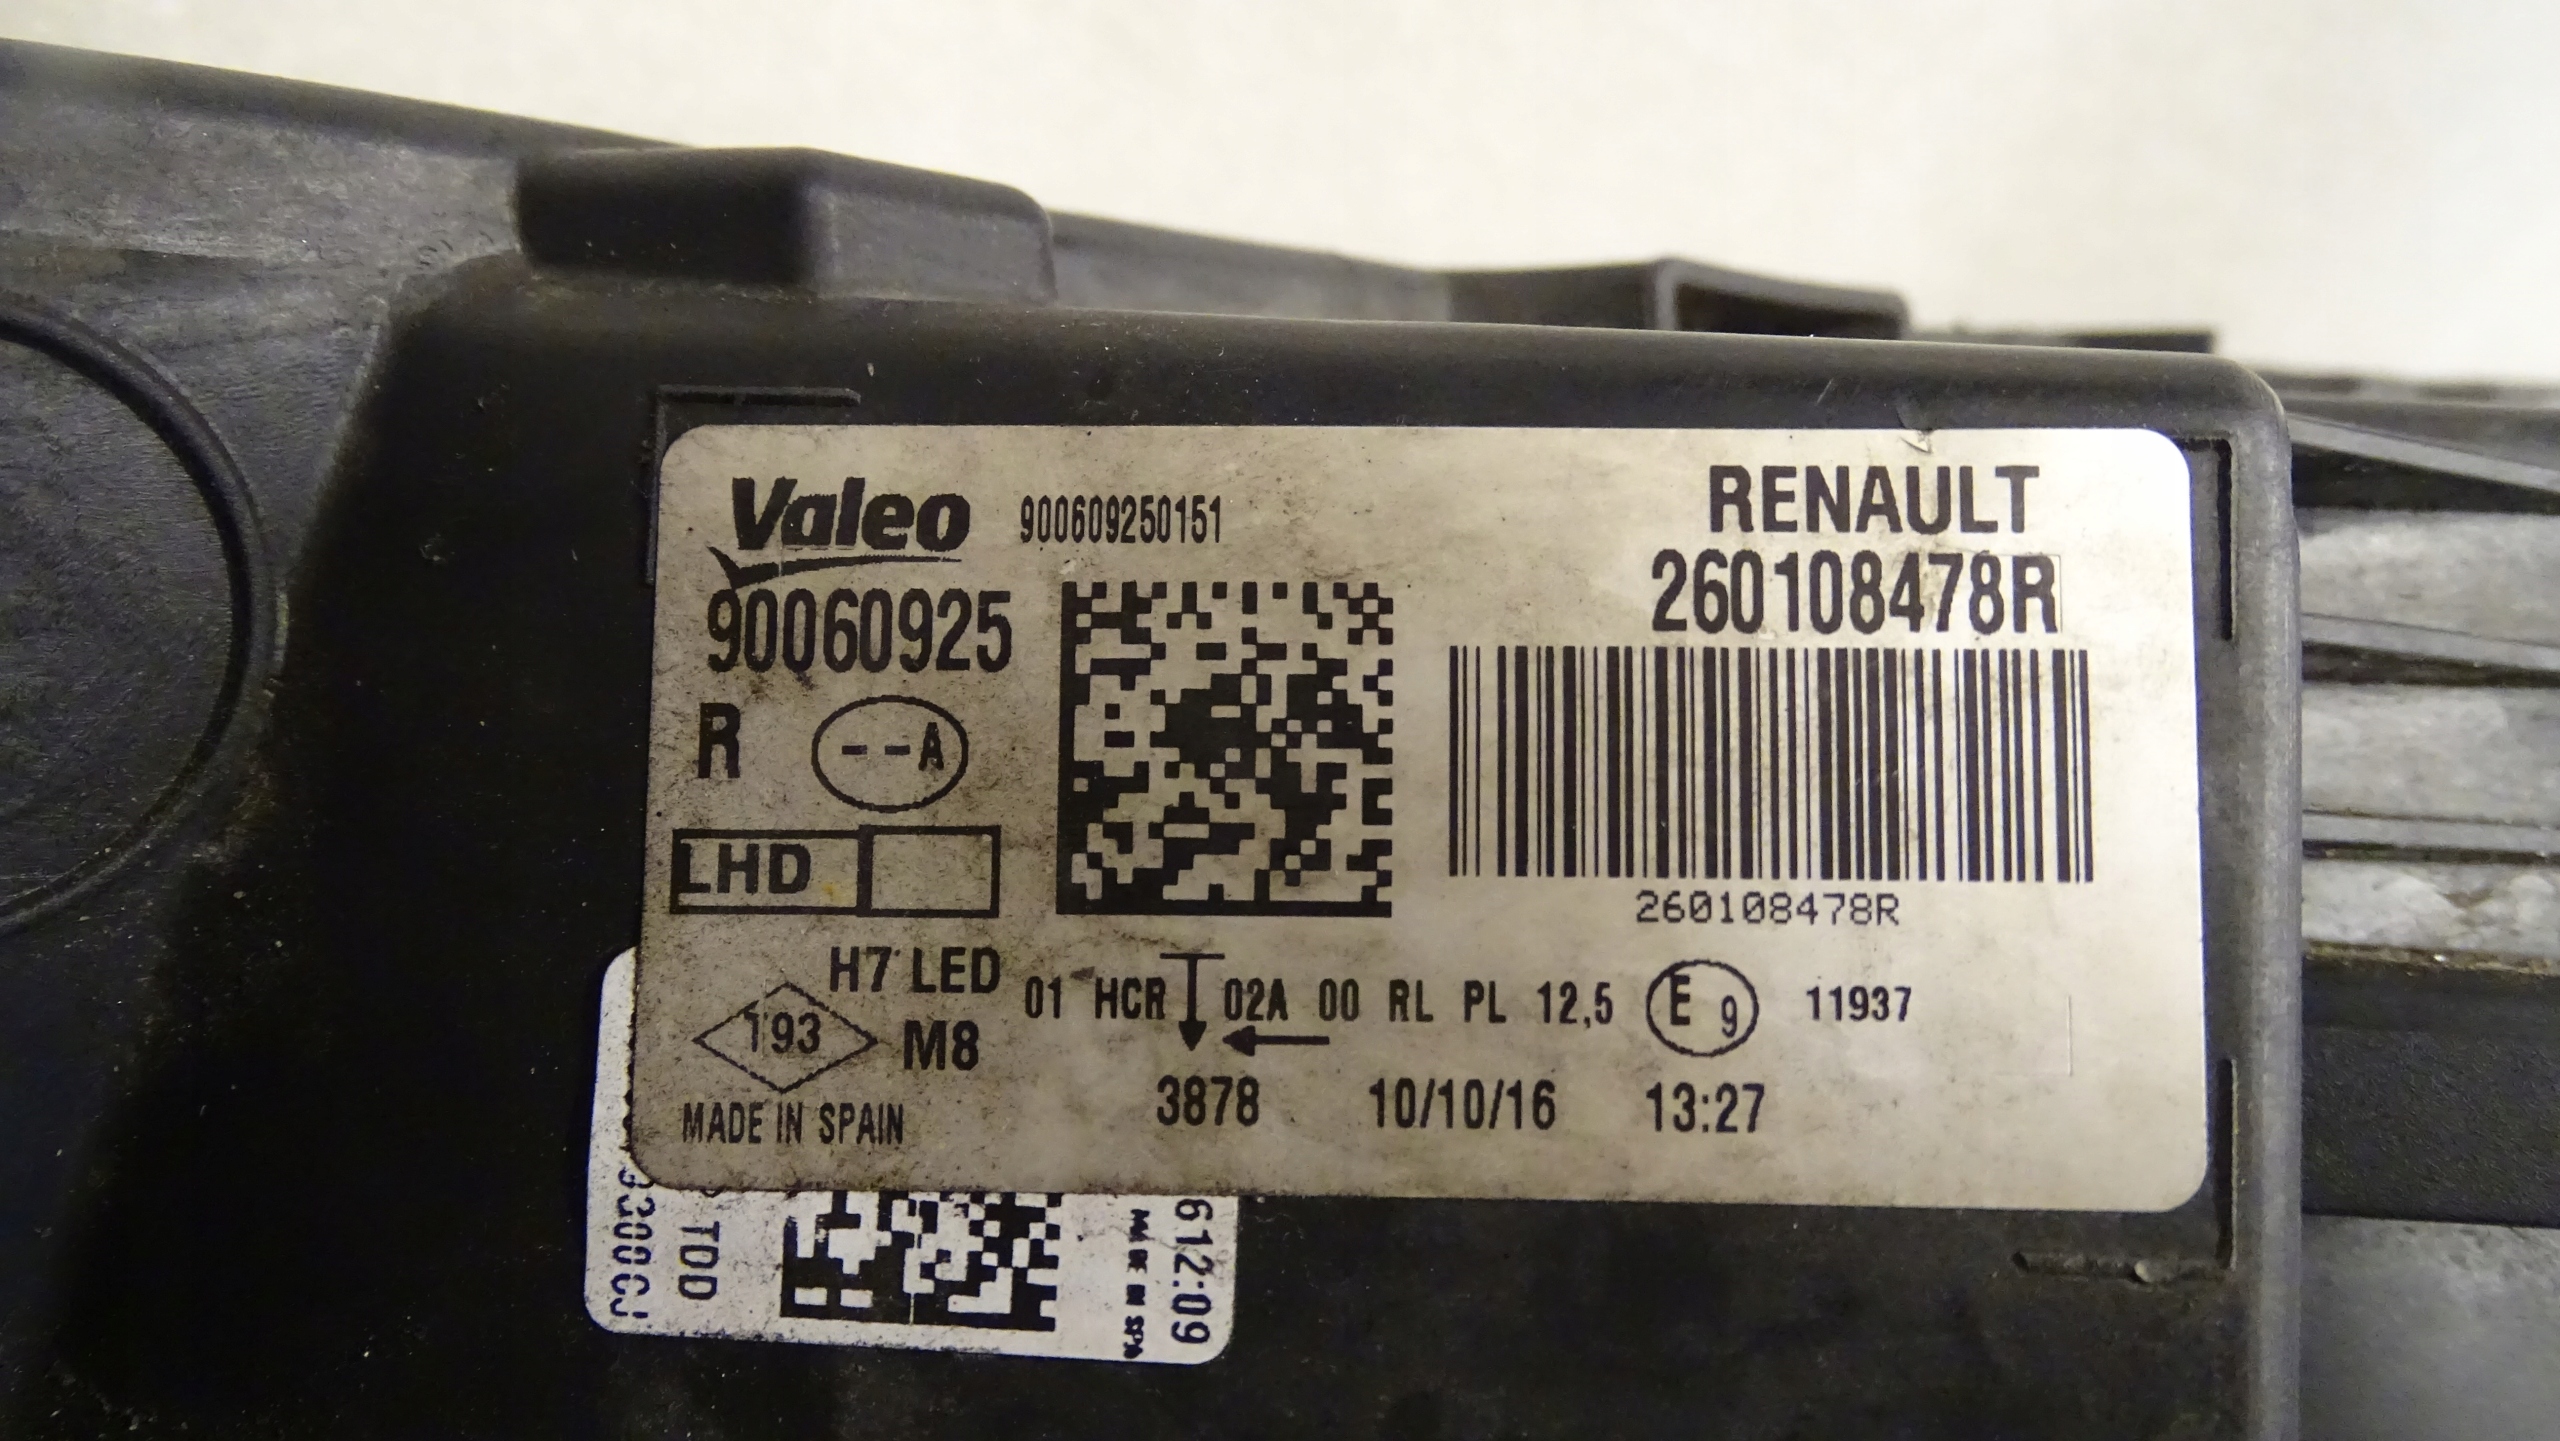 Valeo 900609250151
90060925
R --A
LHD
RENAULT
260108478R
260108478R
H7 LED
193 M8
01 HCR 02A 00 RL PL 12,5 E 9 11937
MADE IN SPAIN
3878 10/10/16 13:27
TDD
612:09